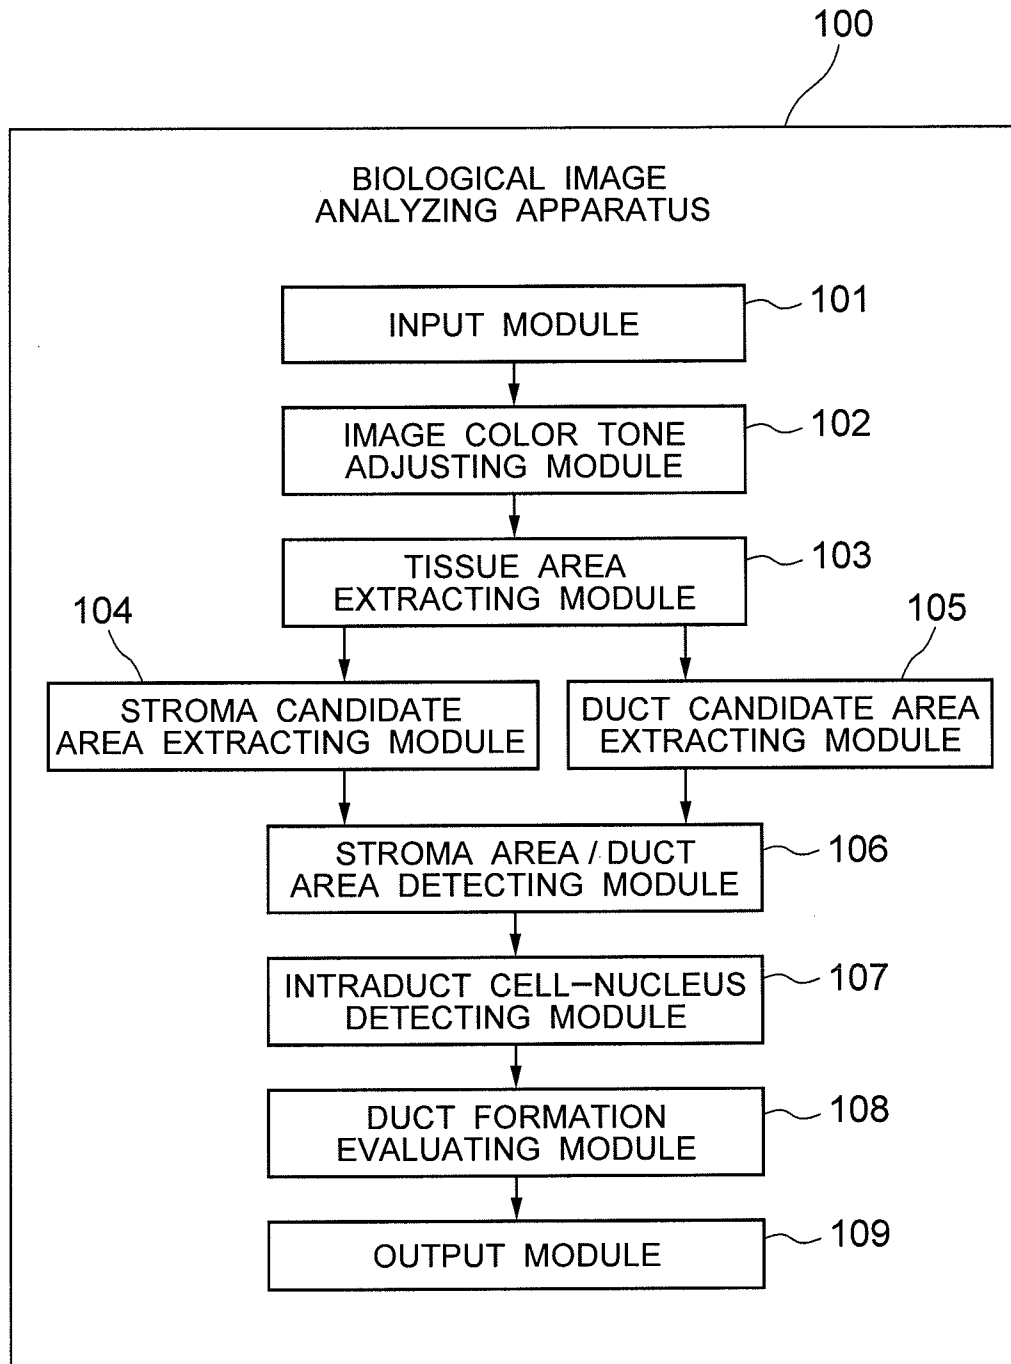 100
BIOLOGICAL IMAGE
ANALYZING APPARATUS
INPUT MODULE
101
IMAGE COLOR TONE
ADJUSTING MODULE
102
TISSUE AREA
EXTRACTING MODULE
103
104
105
STROMA CANDIDATE
AREA EXTRACTING MODULE
DUCT CANDIDATE AREA
EXTRACTING MODULE
STROMA AREA / DUCT
AREA DETECTING MODULE
106
INTRADUCT CELL-NUCLEUS
DETECTING MODULE
107
DUCT FORMATION
EVALUATING MODULE
108
OUTPUT MODULE
109